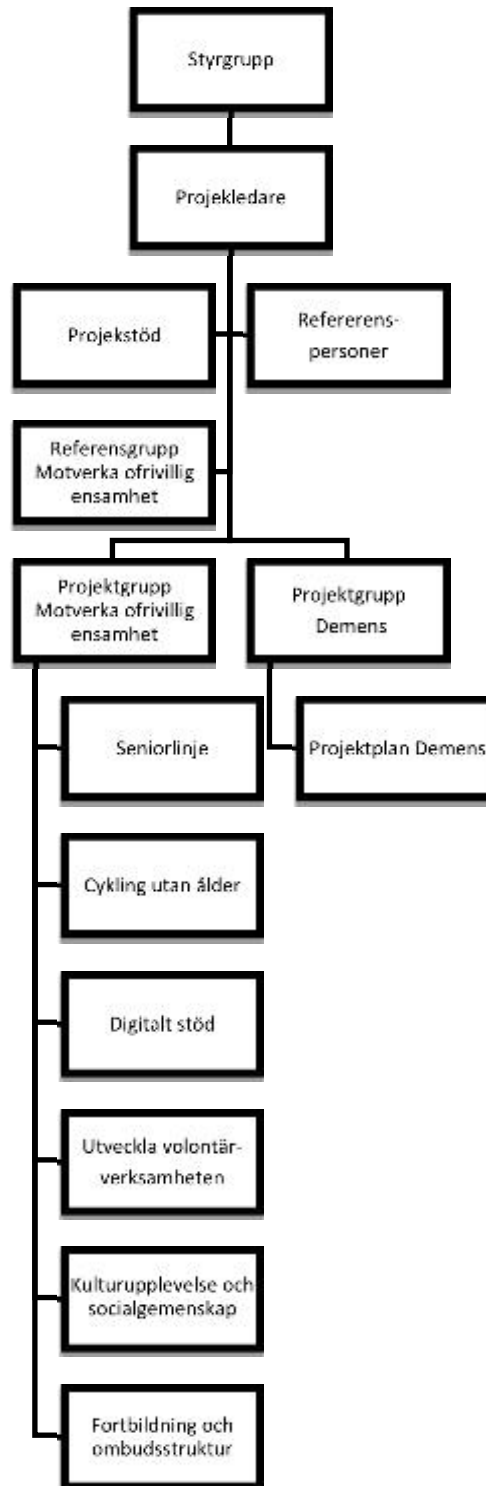 Styrgrupp
Projekledare
Projekstöd
Refererens-
personer
Referensgrupp
Motverka ofrivillig
ensamhet
Projektgrupp
Motverka ofrivillig
ensamhet
Projektgrupp
Demens
Seniorlinje
Projektplan Demens
Cykling utan ålder
Digitalt stöd
Utveckla volontär-
verksamheten
Kulturupplevelse och
socialgemenskap
Fortbildning och
ombudsstruktur